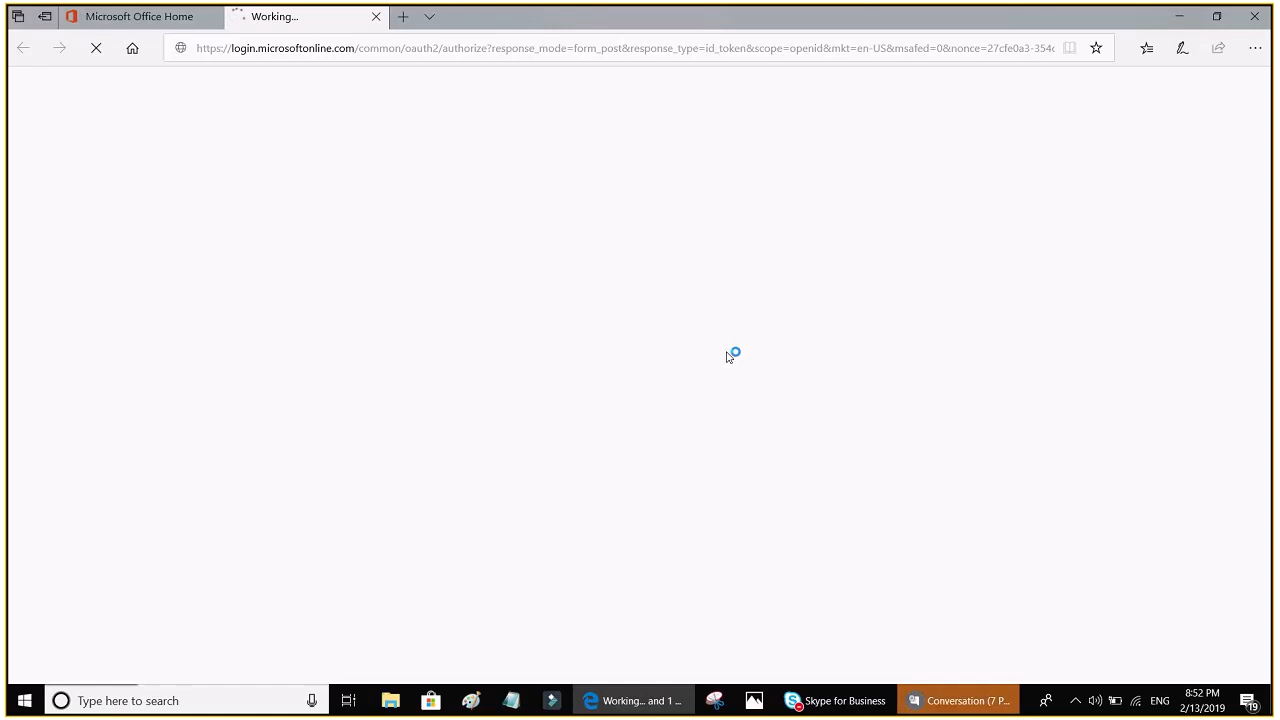 Microsoft Office Home
Working...
https://login.microsoftonline.com/common/oauth2/authorize?response_mode=form_post&response_type=id_token&scope=openid&mkt=en-US&msafed=0&nonce=27cfe0a3-354
Type here to search
Working... and 1 ...
Skype for Business
Conversation (7 P...
ENG
8:52 PM
2/13/2019
19